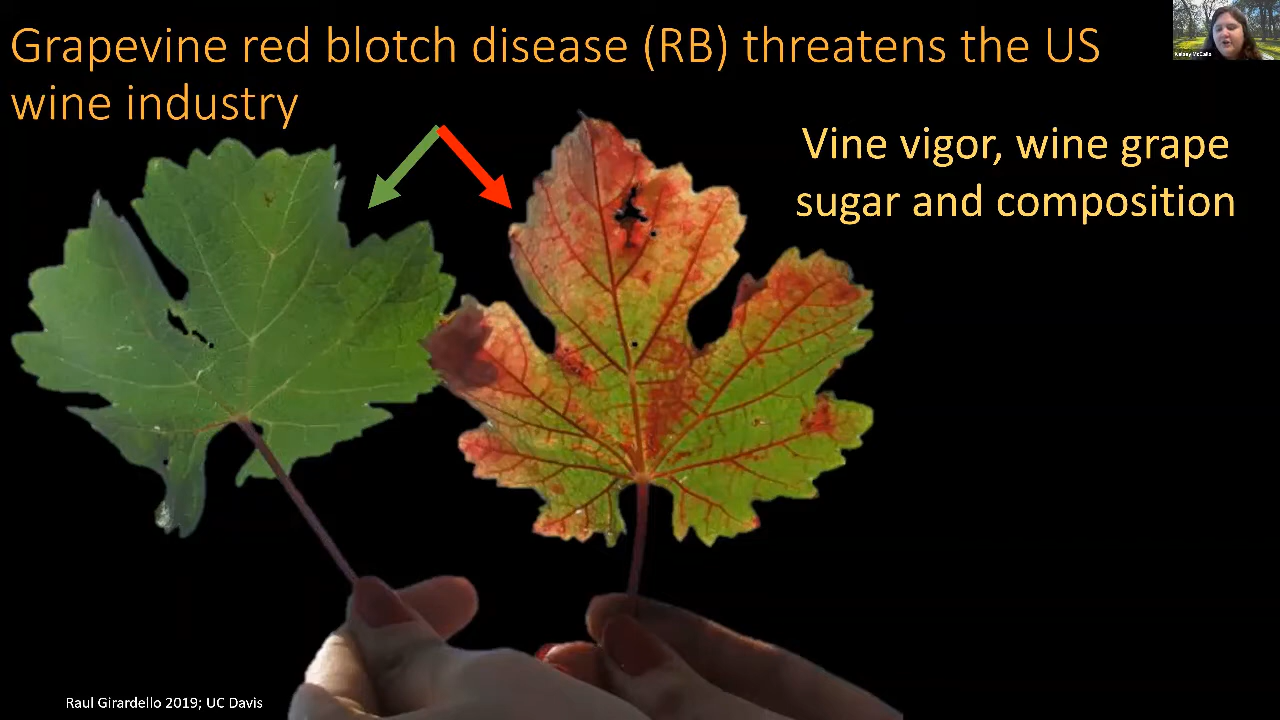 Grapevine red blotch disease (RB) threatens the US
wine industry
Vine vigor, wine grape
sugar and composition
Raul Girardello 2019; UC Davis